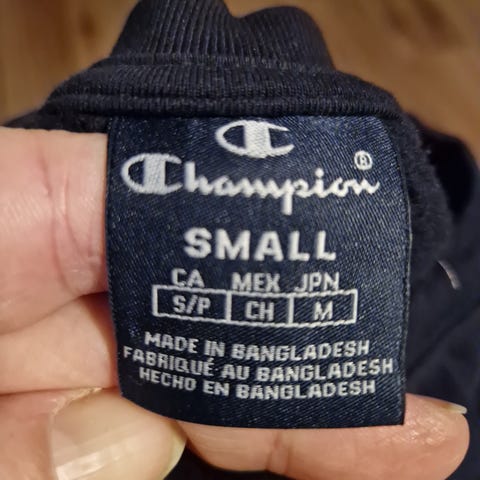 Champion®
SMALL
CA MEX JPN
S/P CH M
MADE IN BANGLADESH
FABRIQUÉ AU BANGLADESH
HECHO EN BANGLADESH